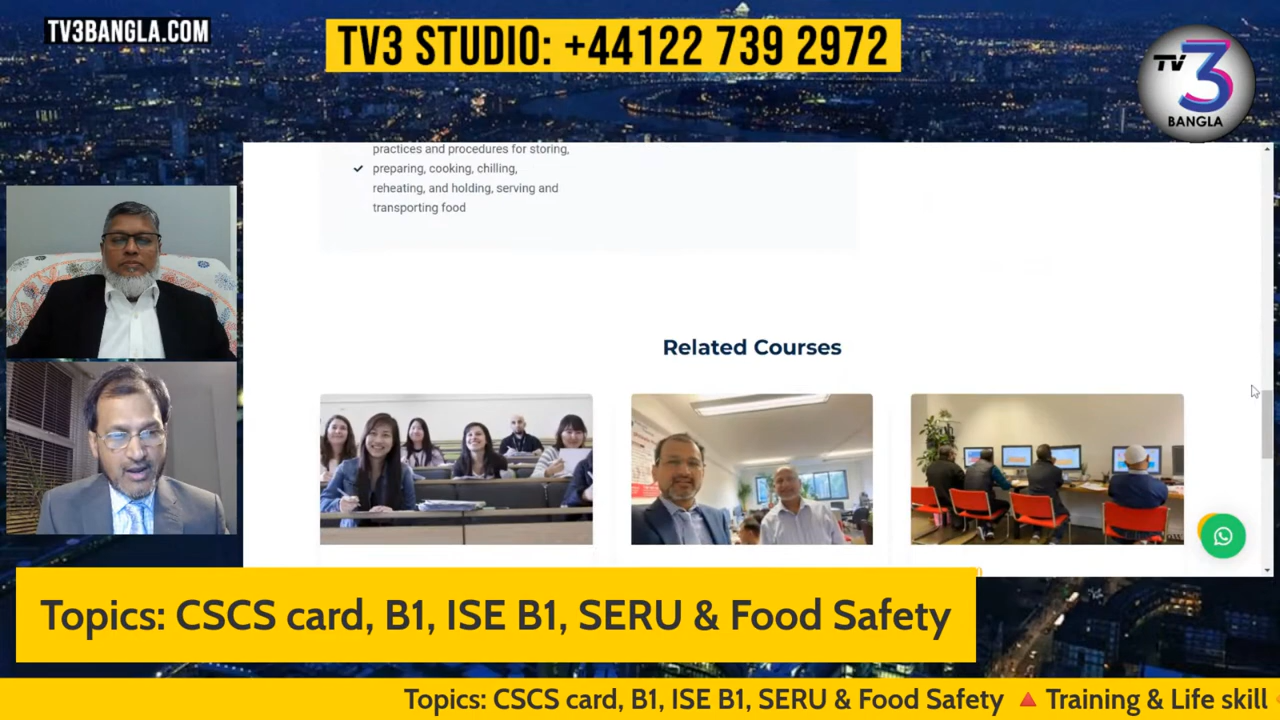 TV3BANGLA.COM
TV3 STUDIO: +44122 739 2972
TV3
BANGLA
practices and procedures for storing,
preparing, cooking, chilling,
reheating, and holding, serving and
transporting food
Related Courses
Topics: CSCS card, B1, ISE B1, SERU & Food Safety
Topics: CSCS card, B1, ISE B1, SERU & Food Safety 🔺 Training & Life skill